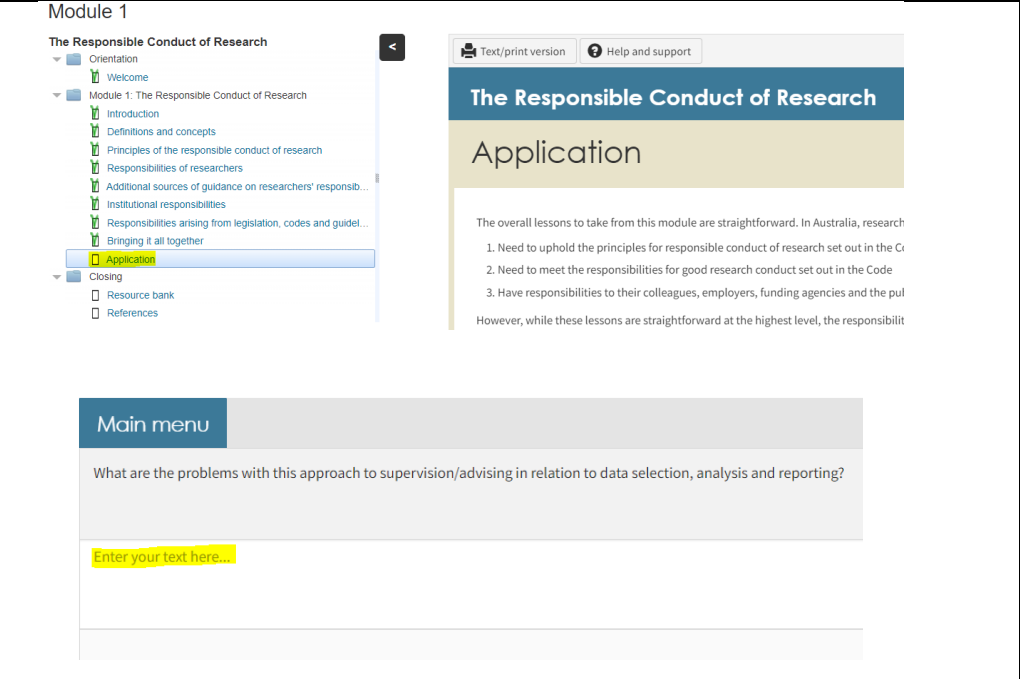 Module 1
The Responsible Conduct of Research
Orientation
Welcome
Module 1: The Responsible Conduct of Research
Introduction
Definitions and concepts
Principles of the responsible conduct of research
Responsibilities of researchers
Additional sources of guidance on researchers' responsib...
Institutional responsibilities
Responsibilities arising from legislation, codes and guidel...
Bringing it all together
Application
Closing
Resource bank
References
<
Text/print version
Help and support
The Responsible Conduct of Research
Application
The overall lessons to take from this module are straightforward. In Australia, research
1. Need to uphold the principles for responsible conduct of research set out in the Co
2. Need to meet the responsibilities for good research conduct set out in the Code
3. Have responsibilities to their colleagues, employers, funding agencies and the pul
However, while these lessons are straightforward at the highest level, the responsibilit
Main menu
What are the problems with this approach to supervision/advising in relation to data selection, analysis and reporting?
Enter your text here...